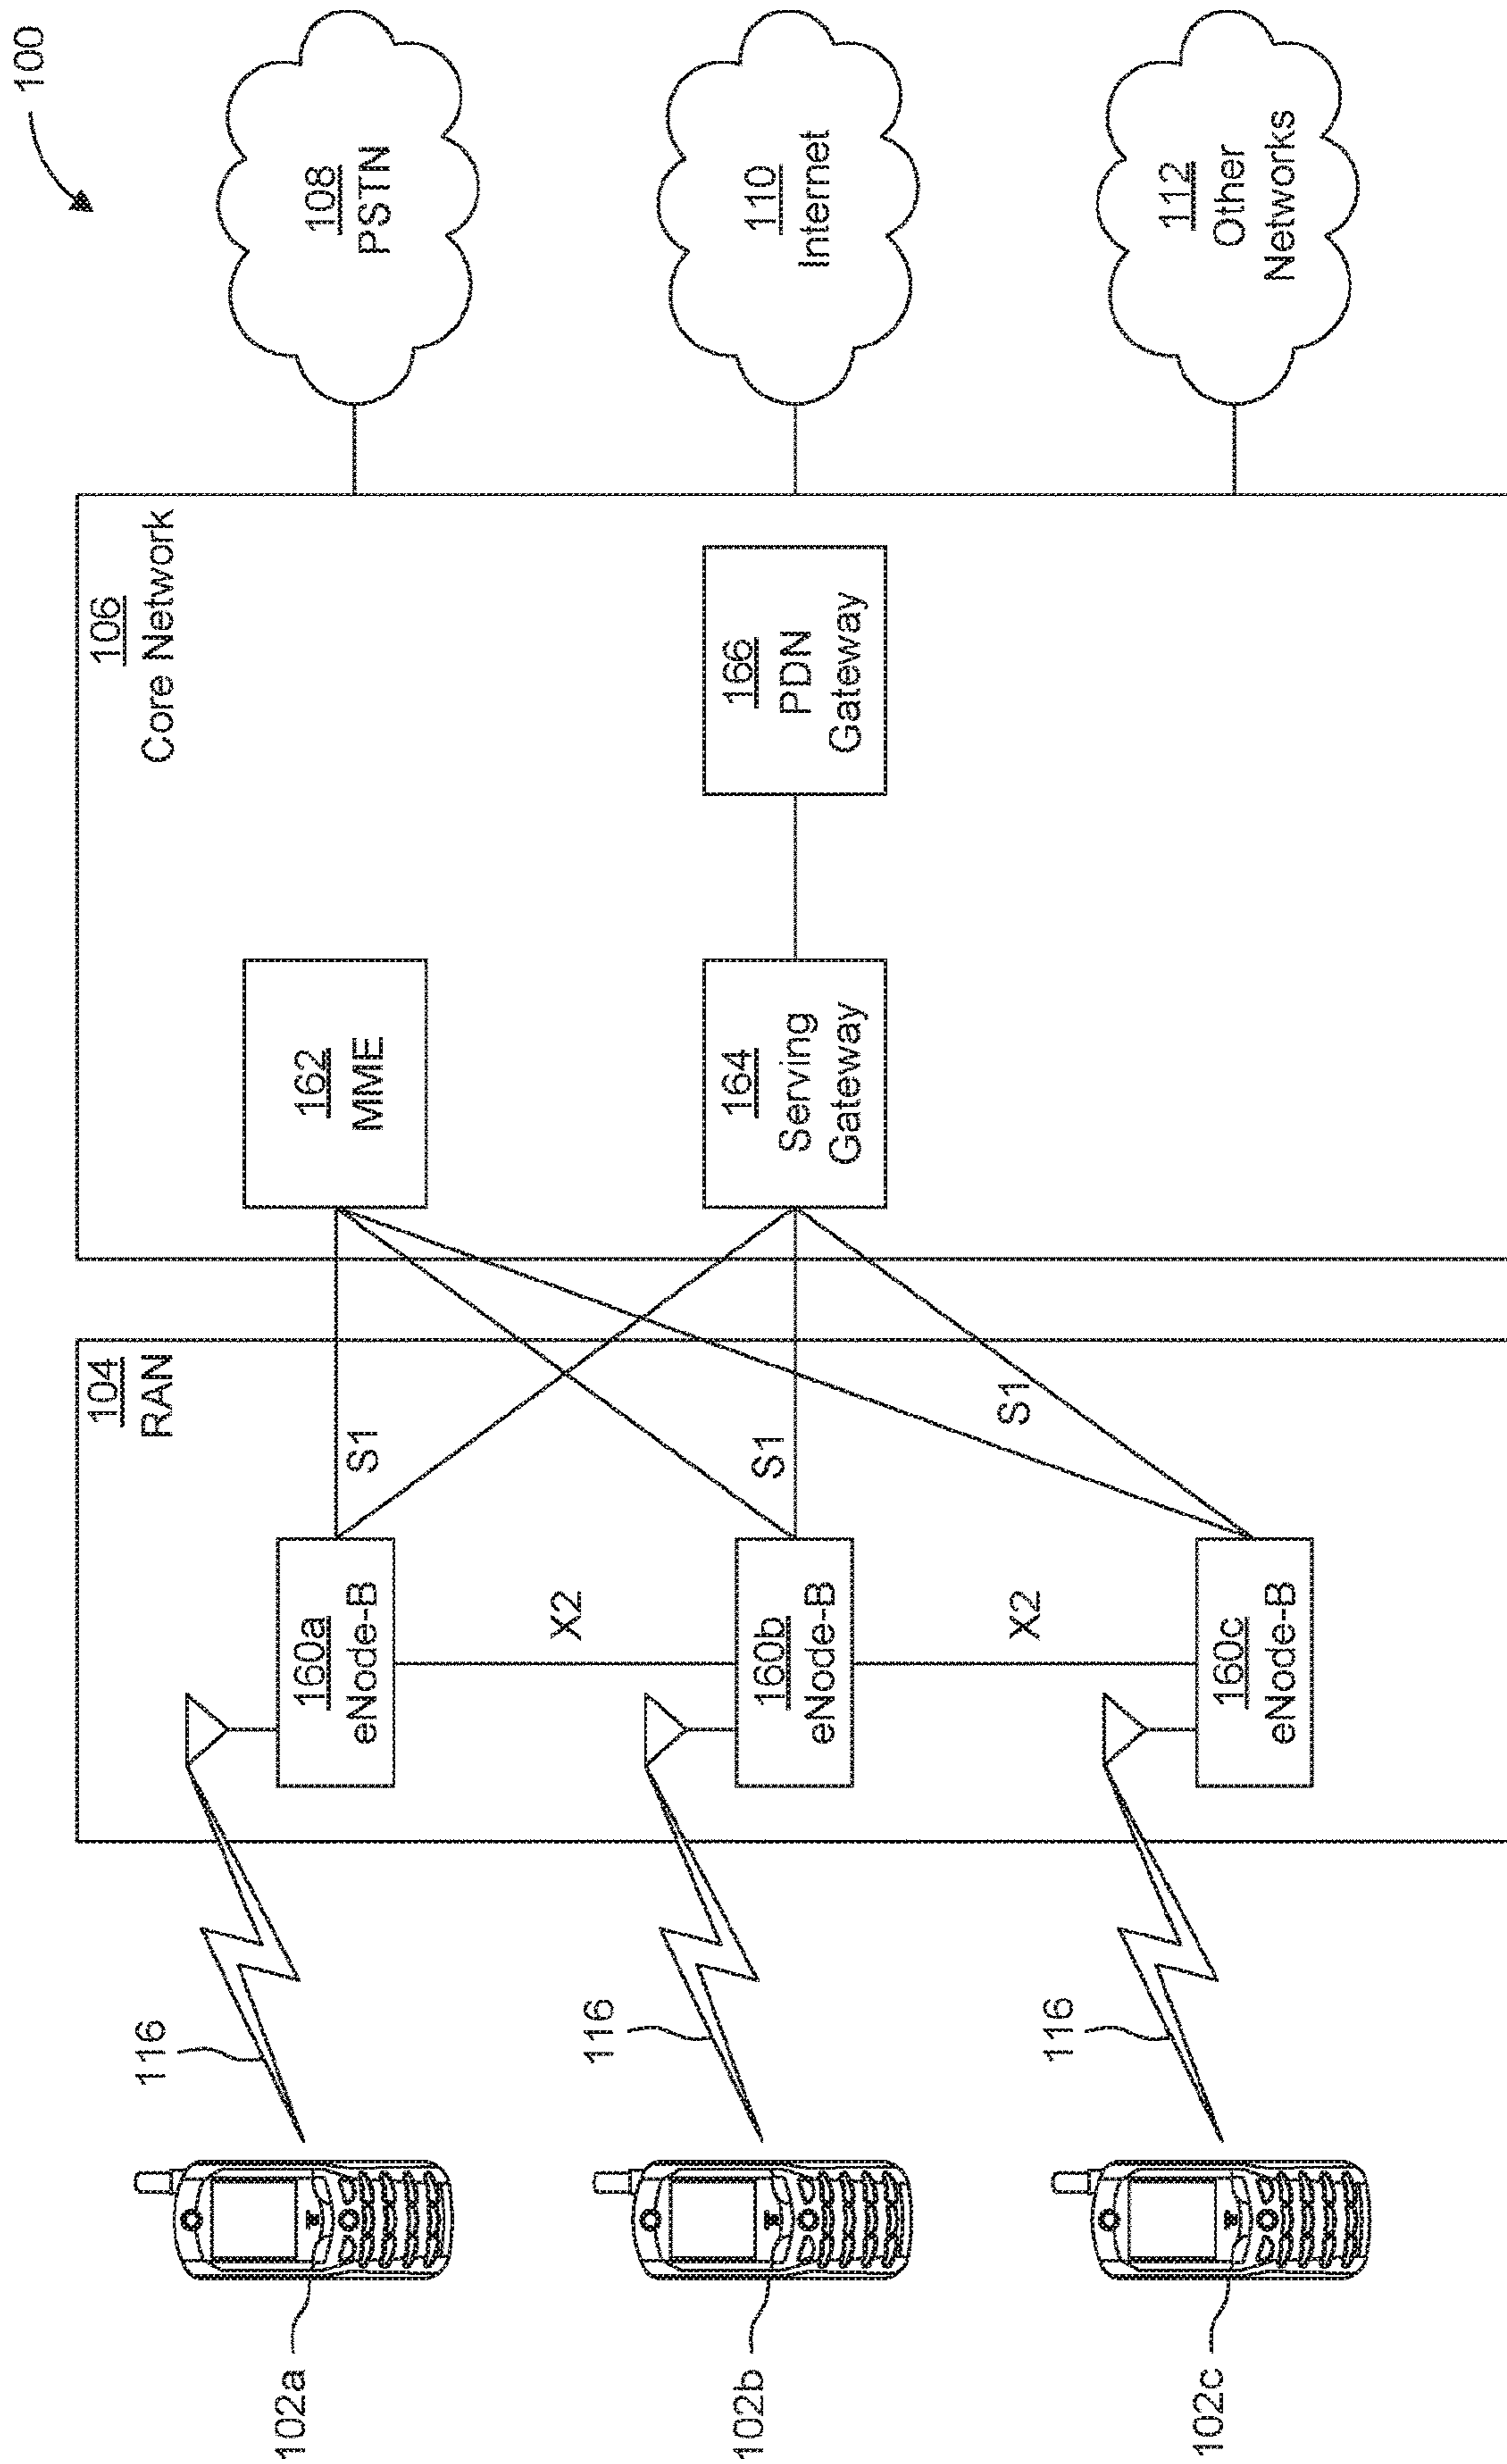 100
102a
116
160a
eNode-B
S1
104
RAN
162
MME
106
Core Network
108
PSTN
X2
102b
116
160b
eNode-B
S1
164
Serving
Gateway
166
PDN
Gateway
110
Internet
X2
102c
116
160c
eNode-B
S1
112
Other
Networks